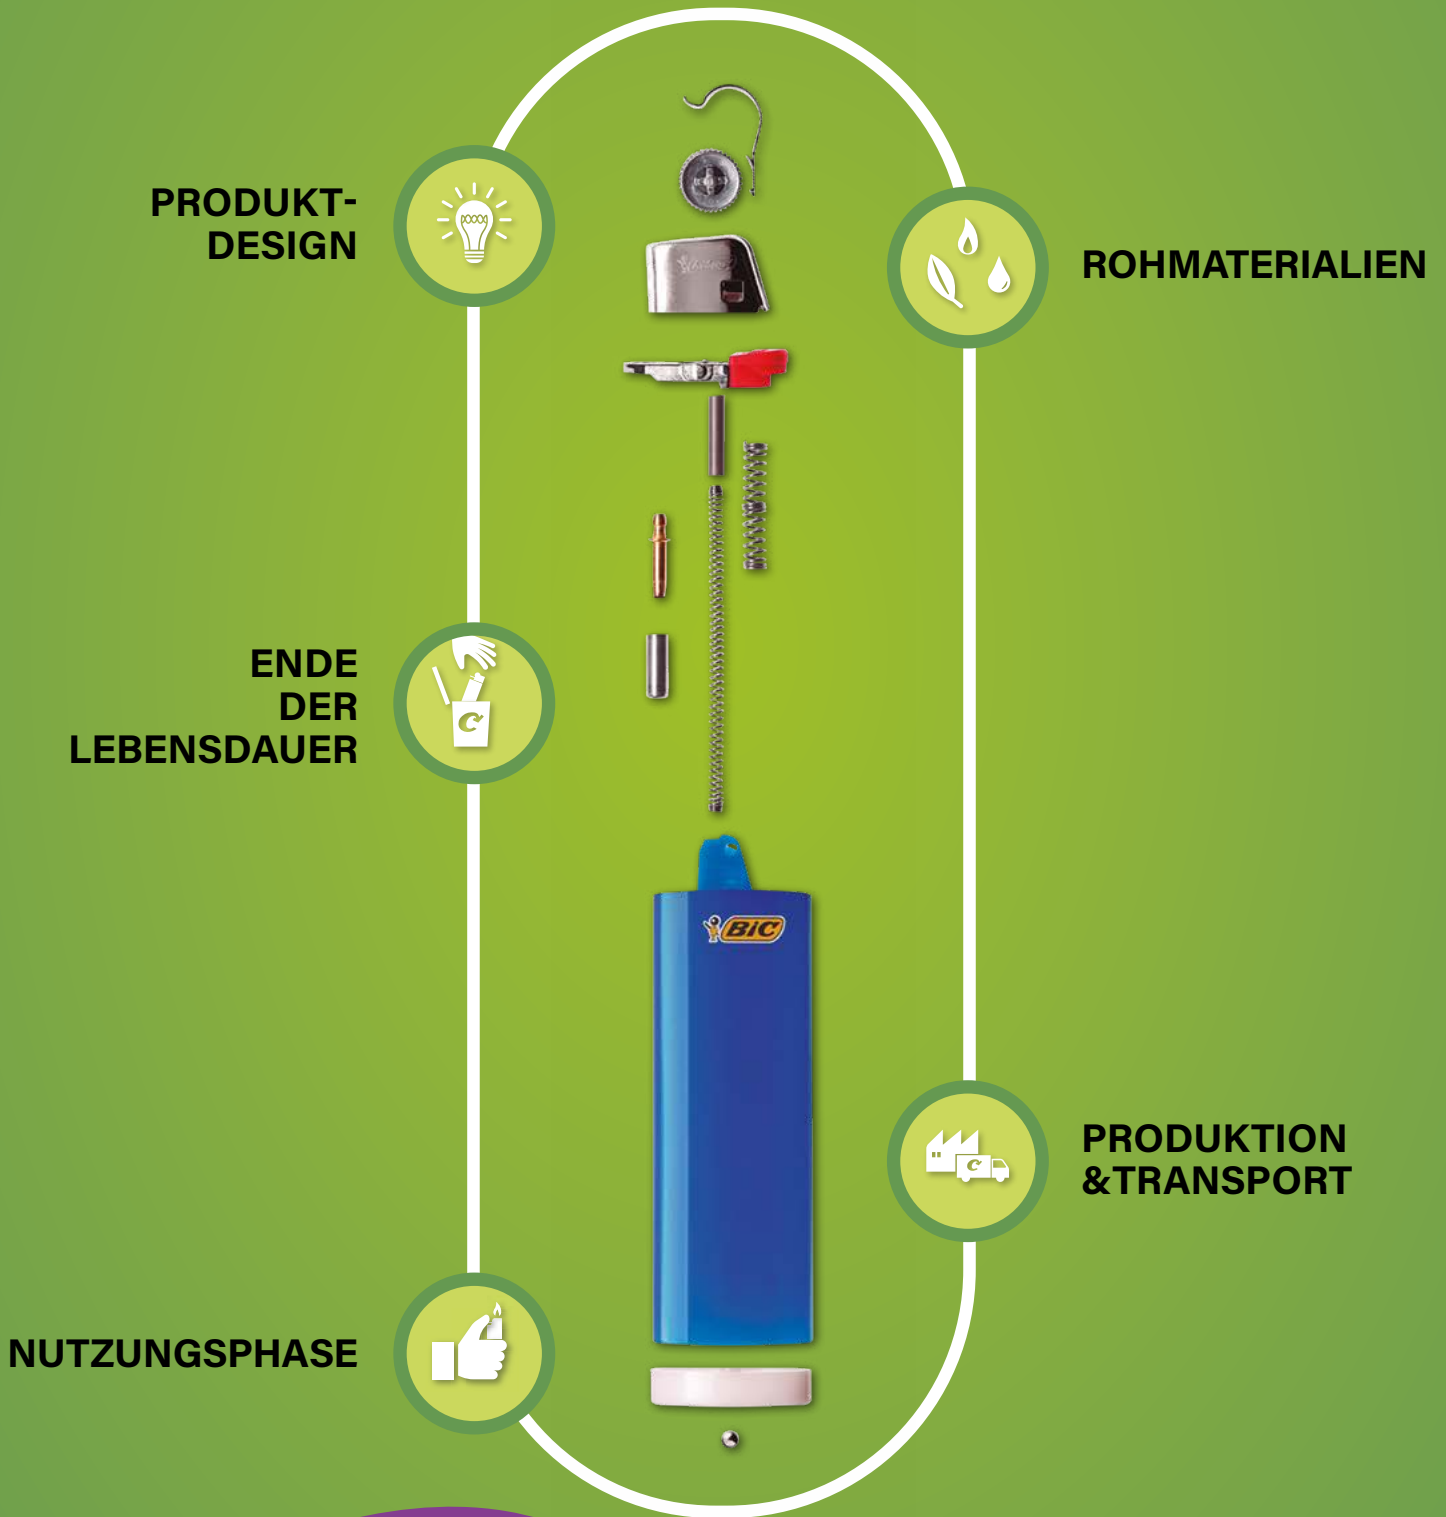 PRODUKT-
DESIGN
ROHMATERIALIEN
ENDE
DER
LEBENSDAUER
BiC
PRODUKTION
&TRANSPORT
NUTZUNGSPHASE